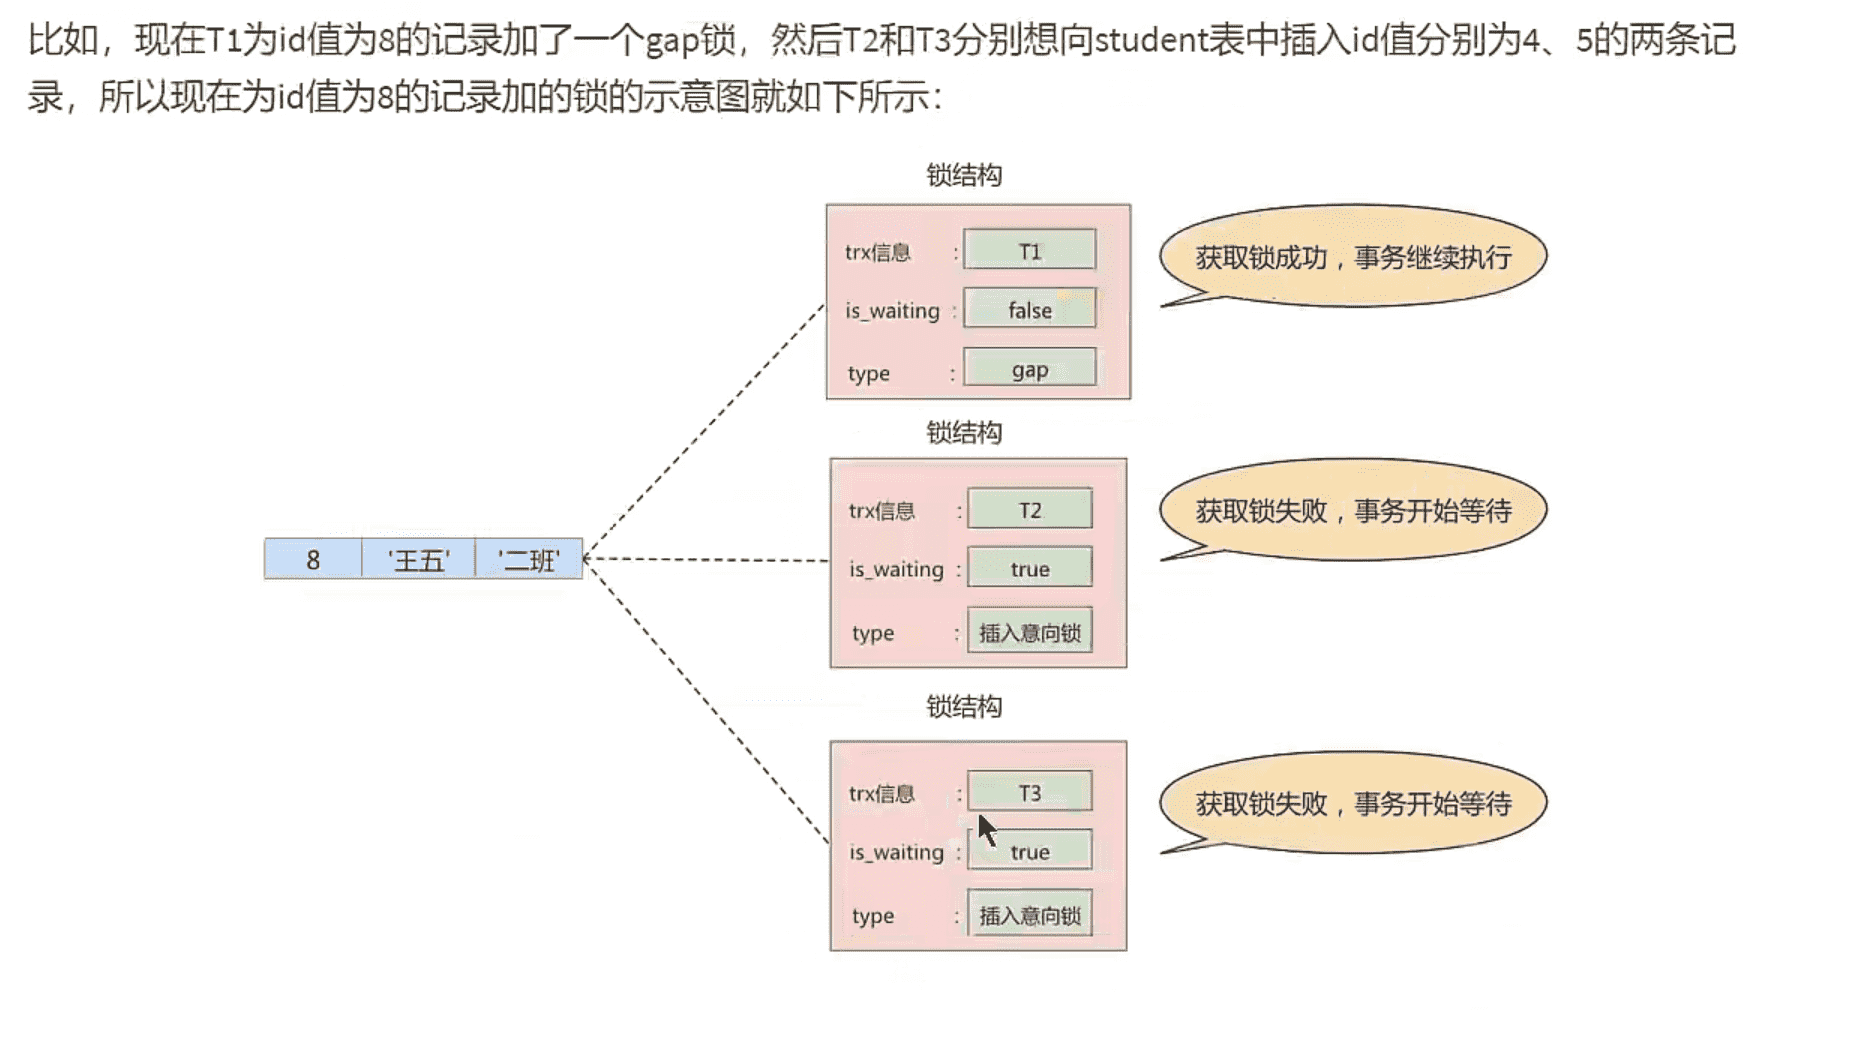 比如，现在T1为id值为8的记录加了一个gap锁，然后T2和T3分别想向student表中插入id值分别为4、5的两条记
录，所以现在为id值为8的记录加的锁的示意图就如下所示：
锁结构
trx信息 : T1
is_waiting : false
type : gap
获取锁成功，事务继续执行
锁结构
trx信息 : T2
is_waiting : true
type : 插入意向锁
获取锁失败，事务开始等待
8 '王五' '二班'
锁结构
trx信息 : T3
is_waiting : true
type : 插入意向锁
获取锁失败，事务开始等待